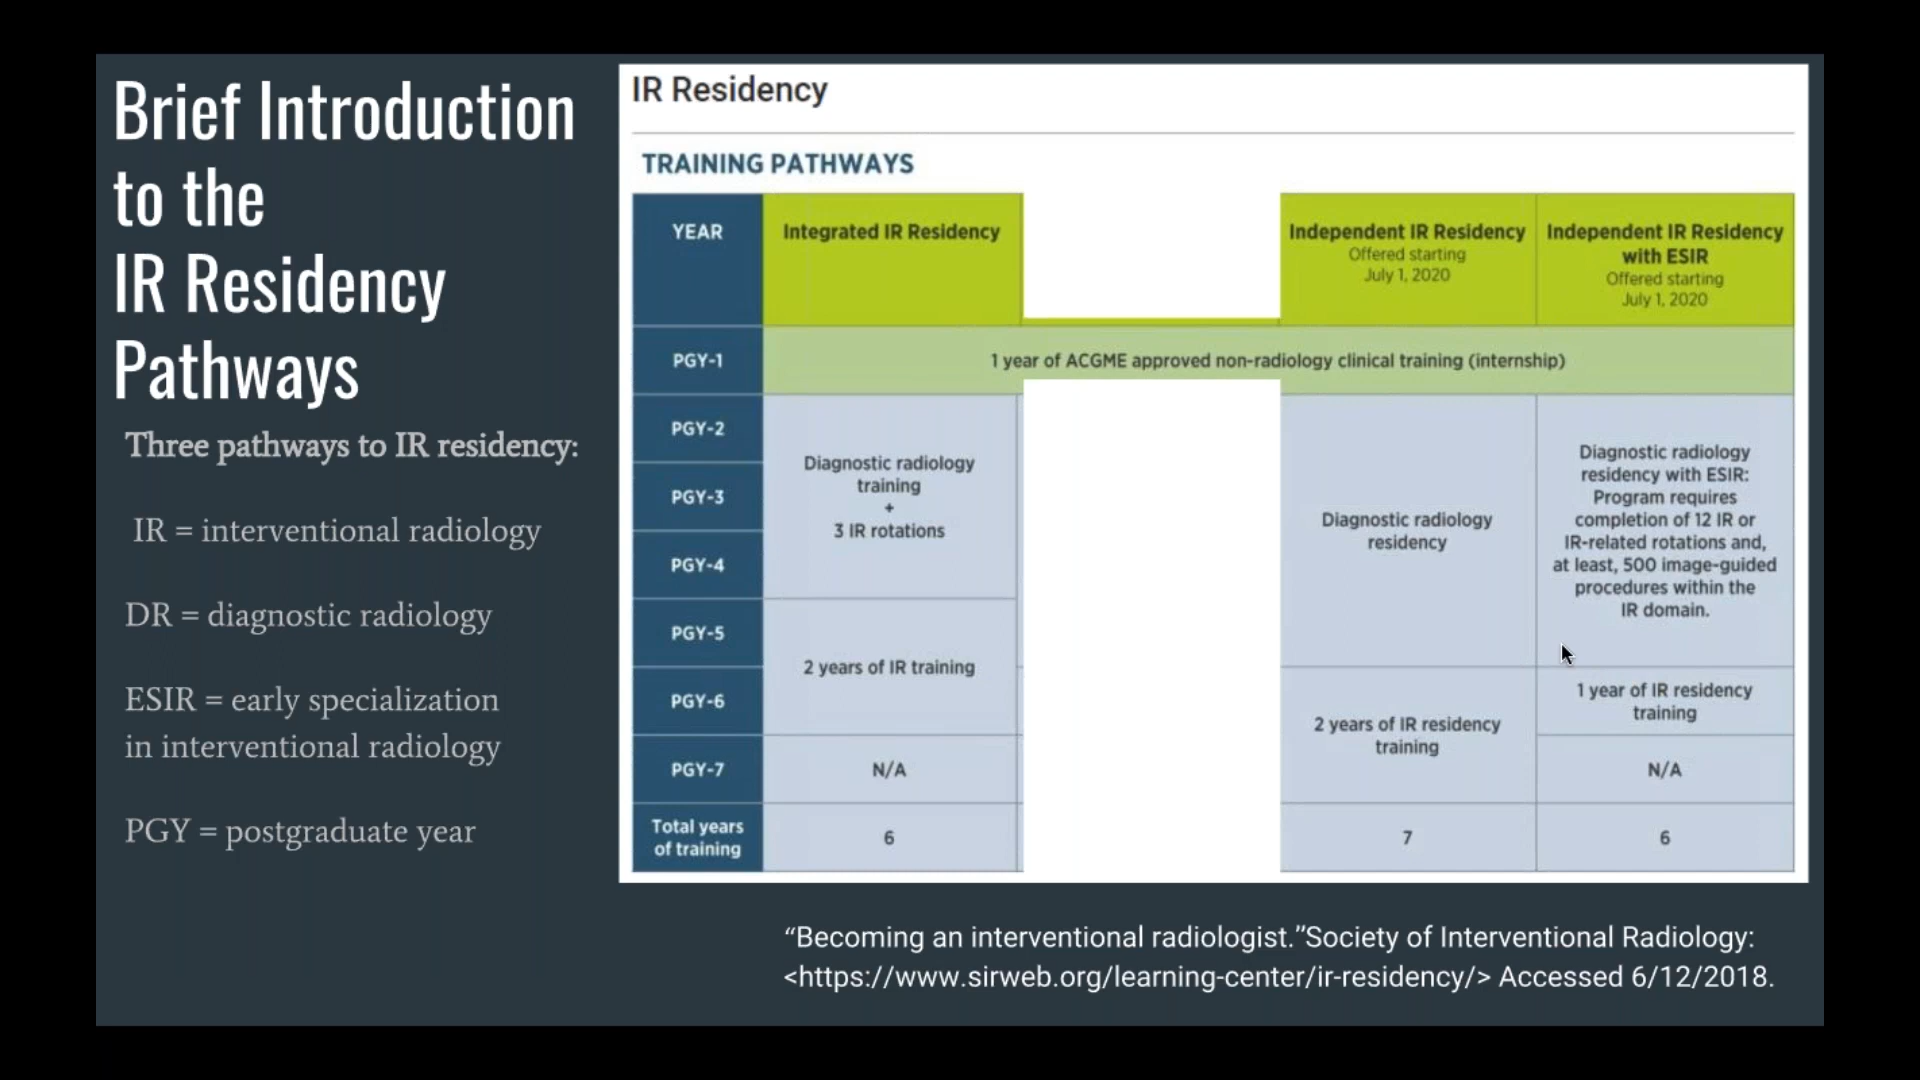 Brief Introduction
to the
IR Residency
Pathways
Three pathways to IR residency:
IR = interventional radiology
DR = diagnostic radiology
ESIR = early specialization
in interventional radiology
PGY = postgraduate year
IR Residency
TRAINING PATHWAYS
YEAR
Integrated IR Residency
Independent IR Residency
Offered starting
July 1, 2020
Independent IR Residency
with ESIR
Offered starting
July 1, 2020
PGY-1
1 year of ACGME approved non-radiology clinical training (internship)
PGY-2
PGY-3
PGY-4
PGY-5
PGY-6
PGY-7
Diagnostic radiology
training
+
3 IR rotations
2 years of IR training
N/A
Diagnostic radiology
residency
2 years of IR residency
training
Diagnostic radiology
residency with ESIR:
Program requires
completion of 12 IR or
IR-related rotations and,
at least, 500 image-guided
procedures within the
IR domain.
1 year of IR residency
training
N/A
Total years
of training
6
7
6
“Becoming an interventional radiologist.”Society of Interventional Radiology:
<https://www.sirweb.org/learning-center/ir-residency/> Accessed 6/12/2018.